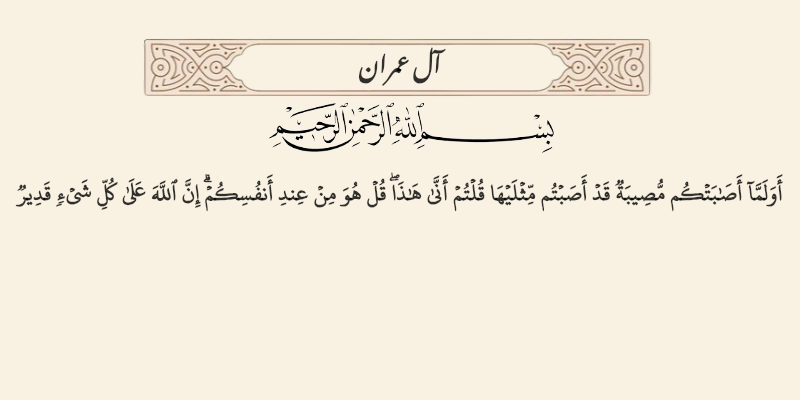 آل عمران
بِسْمِ ٱللَّهِ ٱلرَّحْمَٰنِ ٱلرَّحِيمِ
أَوَلَمَّآ أَصَٰبَتْكُم مُّصِيبَةٌ قَدْ أَصَبْتُم مِّثْلَيْهَا قُلْتُمْ أَنَّىٰ هَٰذَا ۖ قُلْ هُوَ مِنْ عِندِ أَنفُسِكُمْ ۗ إِنَّ ٱللَّهَ عَلَىٰ كُلِّ شَىْءٍ قَدِيرٌ